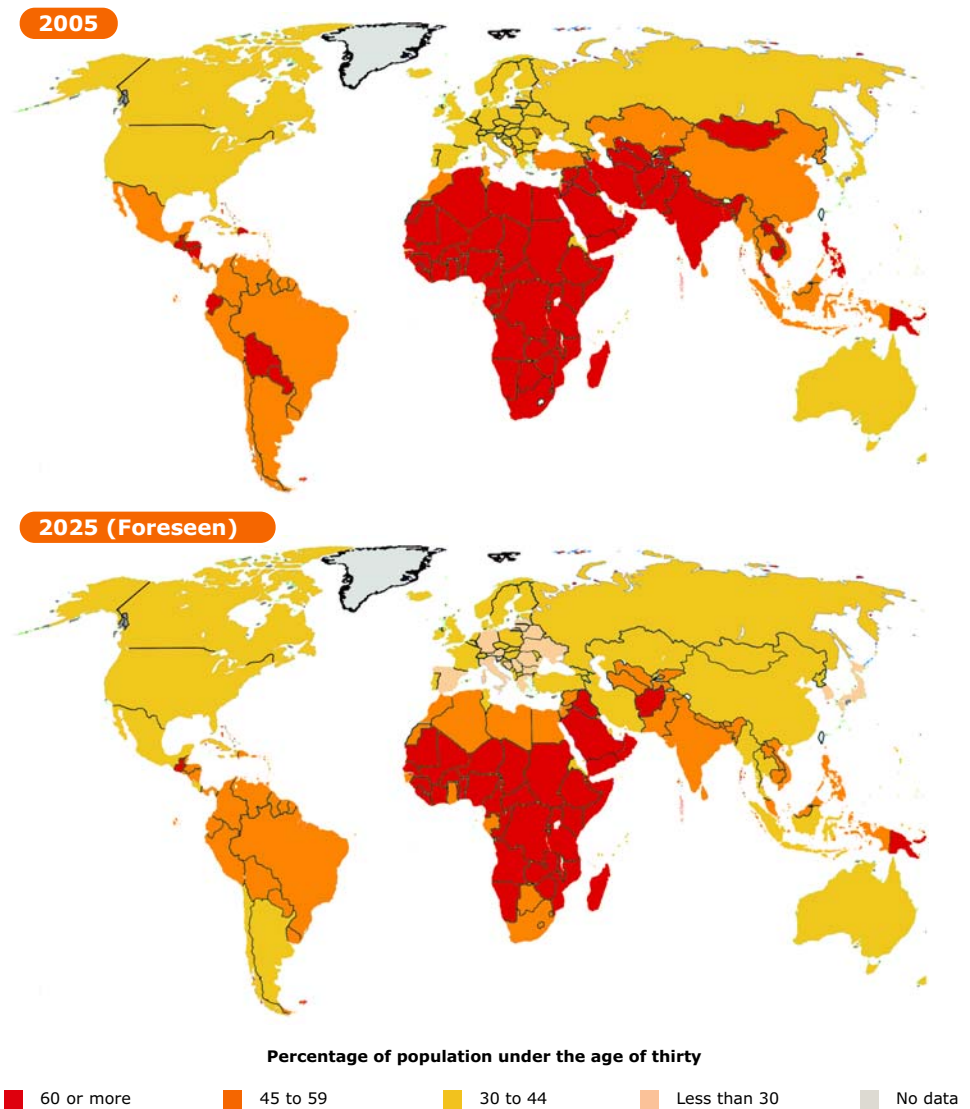 2005
2025 (Foreseen)
Percentage of population under the age of thirty
60 or more 45 to 59 30 to 44 Less than 30 No data